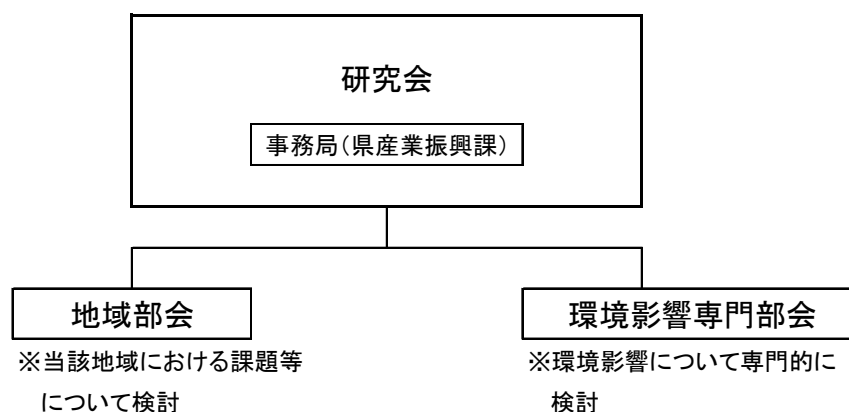 研究会
事務局(県産業振興課)
地域部会
※当該地域における課題等
について検討
環境影響専門部会
※環境影響について専門的に
検討